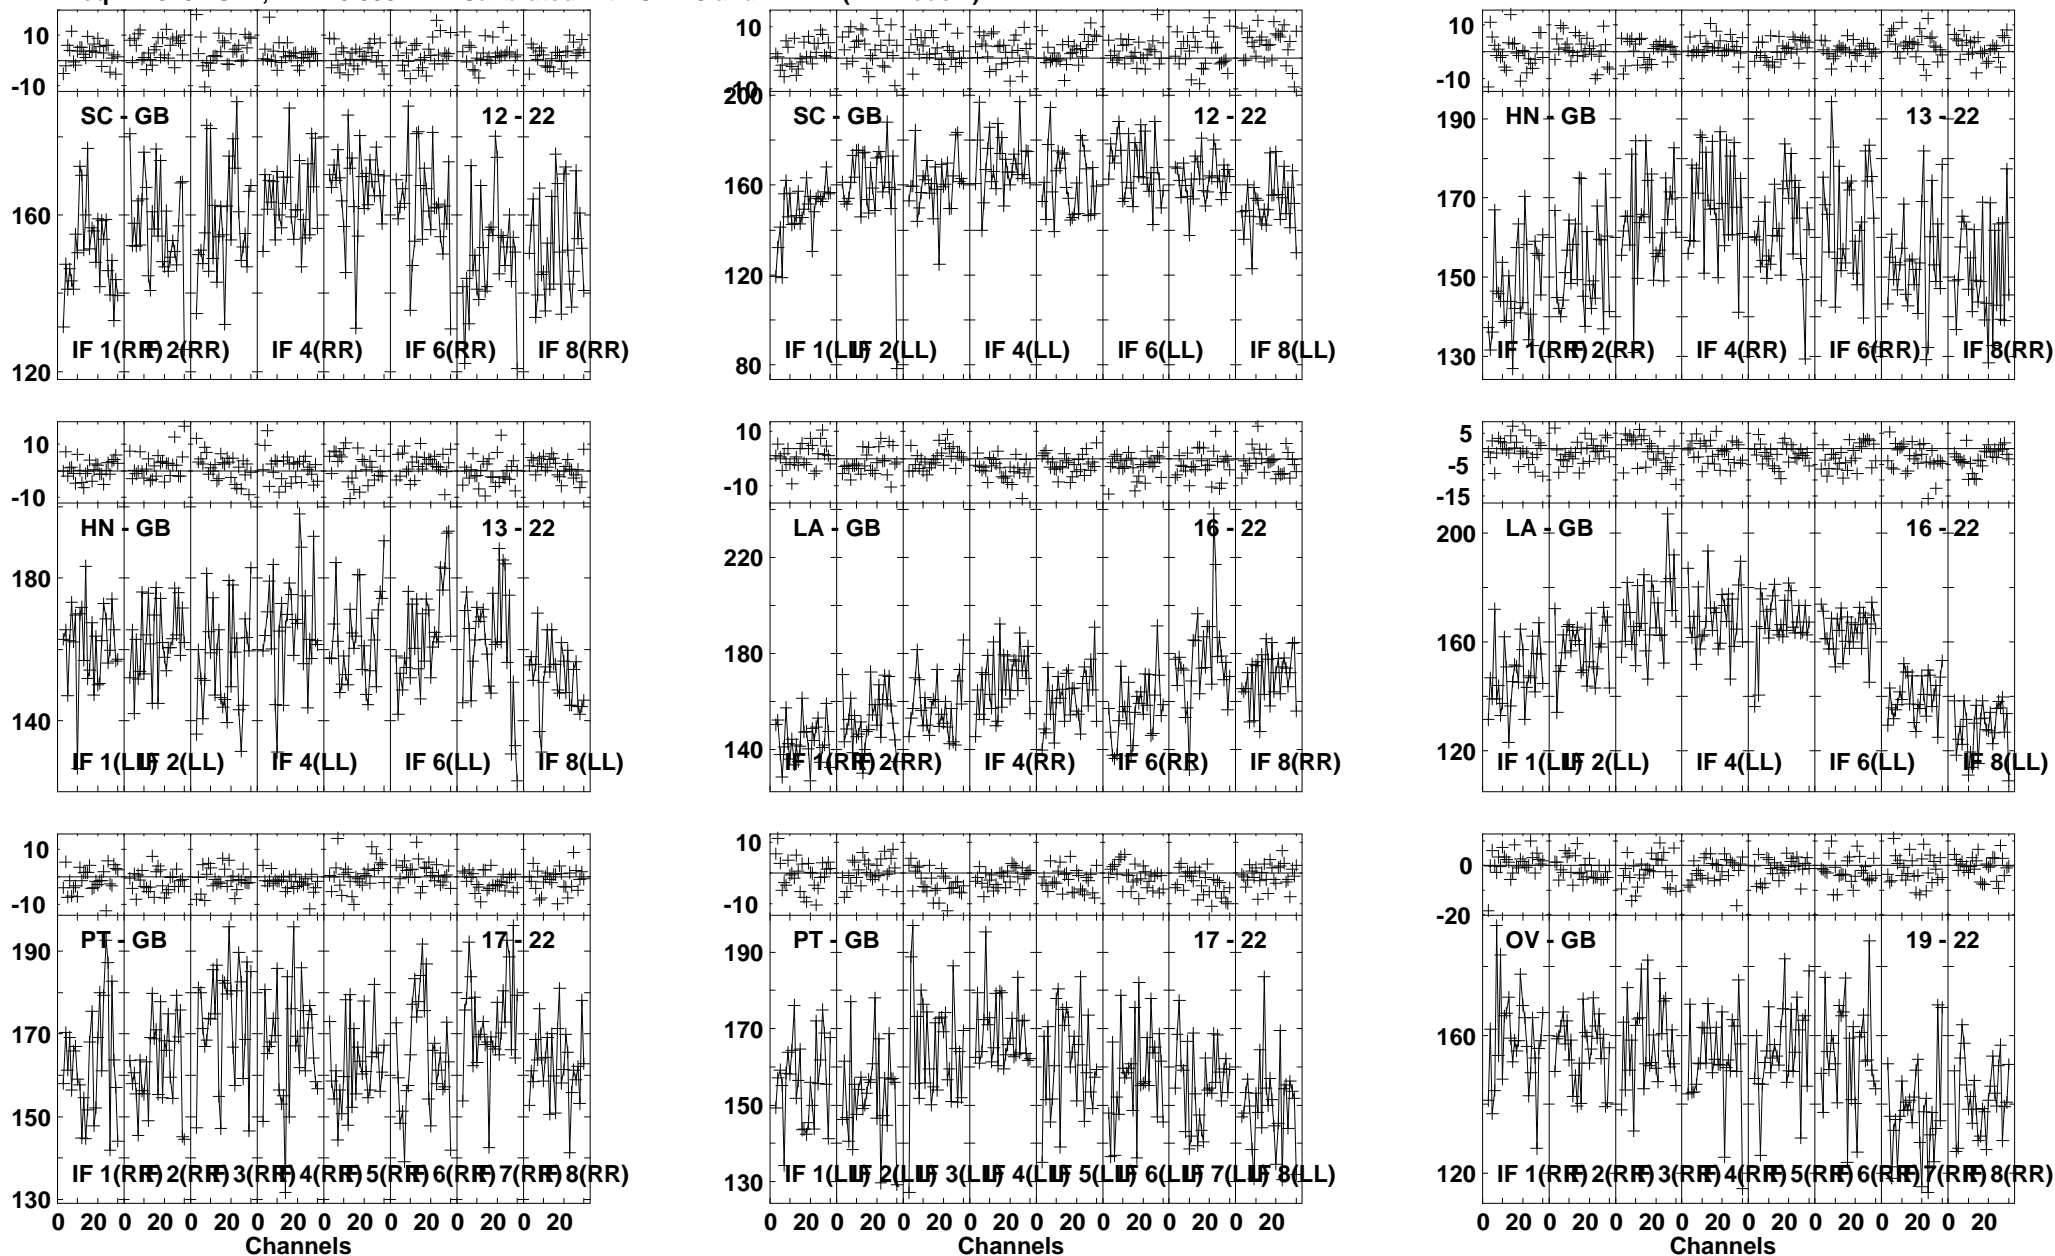 10
-10
SC - GB 12 - 22
160
120
IF 1(RR) IF 2(RR) IF 4(RR) IF 6(RR) IF 8(RR)
10
-10
200
SC - GB 12 - 22
160
120
80
IF 1(LL) IF 2(LL) IF 4(LL) IF 6(LL) IF 8(LL)
10
-10
HN - GB 13 - 22
190
170
150
130
IF 1(RR) IF 2(RR) IF 4(RR) IF 6(RR) IF 8(RR)
10
-10
HN - GB 13 - 22
180
140
IF 1(LL) IF 2(LL) IF 4(LL) IF 6(LL) IF 8(LL)
10
-10
LA - GB 16 - 22
220
180
140
IF 1(RR) IF 2(RR) IF 4(RR) IF 6(RR) IF 8(RR)
5
-5
-15
LA - GB 16 - 22
200
160
120
IF 1(LL) IF 2(LL) IF 4(LL) IF 6(LL) IF 8(LL)
10
-10
PT - GB 17 - 22
190
170
150
130
IF 1(RR) IF 2(RR) IF 3(RR) IF 4(RR) IF 5(RR) IF 6(RR) IF 7(RR) IF 8(RR)
0 20 0 20 0 20 0 20 0 20 0 20 0 20 0 20
Channels
10
-10
PT - GB 17 - 22
190
170
150
130
IF 1(LL) IF 2(LL) IF 3(LL) IF 4(LL) IF 5(LL) IF 6(LL) IF 7(LL) IF 8(LL)
0 20 0 20 0 20 0 20 0 20 0 20 0 20 0 20
Channels
0
-20
OV - GB 19 - 22
160
120
IF 1(RR) IF 2(RR) IF 3(RR) IF 4(RR) IF 5(RR) IF 6(RR) IF 7(RR) IF 8(RR)
0 20 0 20 0 20 0 20 0 20 0 20 0 20 0 20
Channels